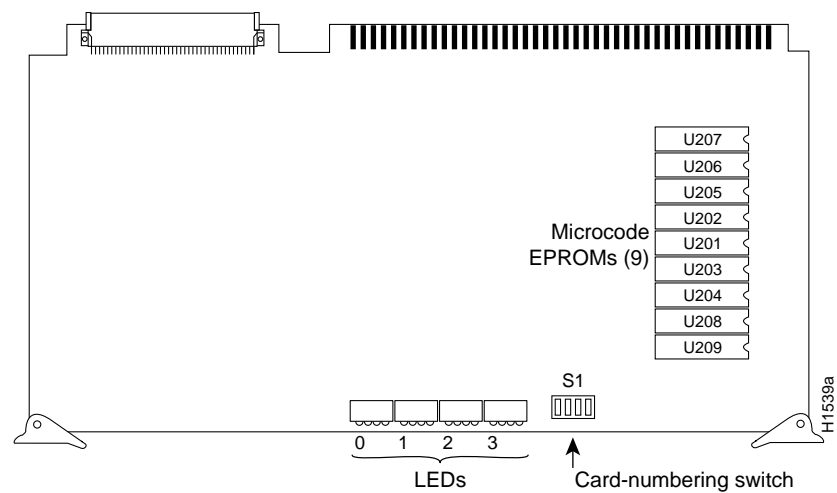 U207
U206
U205
U202
U201
U203
U204
U208
U209
Microcode
EPROMs (9)
S1
0 1 2 3
LEDs
Card-numbering switch
H1539a